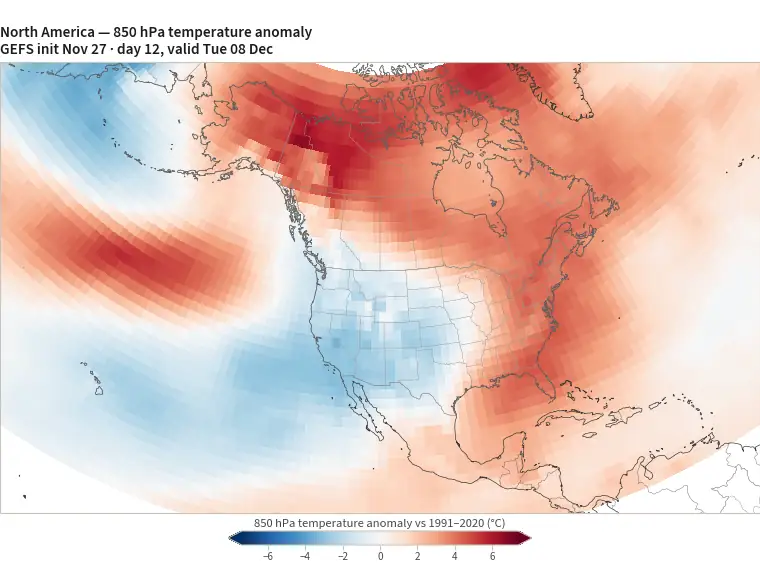 North America — 850 hPa temperature anomaly
GEFS init Nov 27 · day 12, valid Tue 08 Dec
850 hPa temperature anomaly vs 1991–2020 (°C)
−6 −4 −2 0 2 4 6